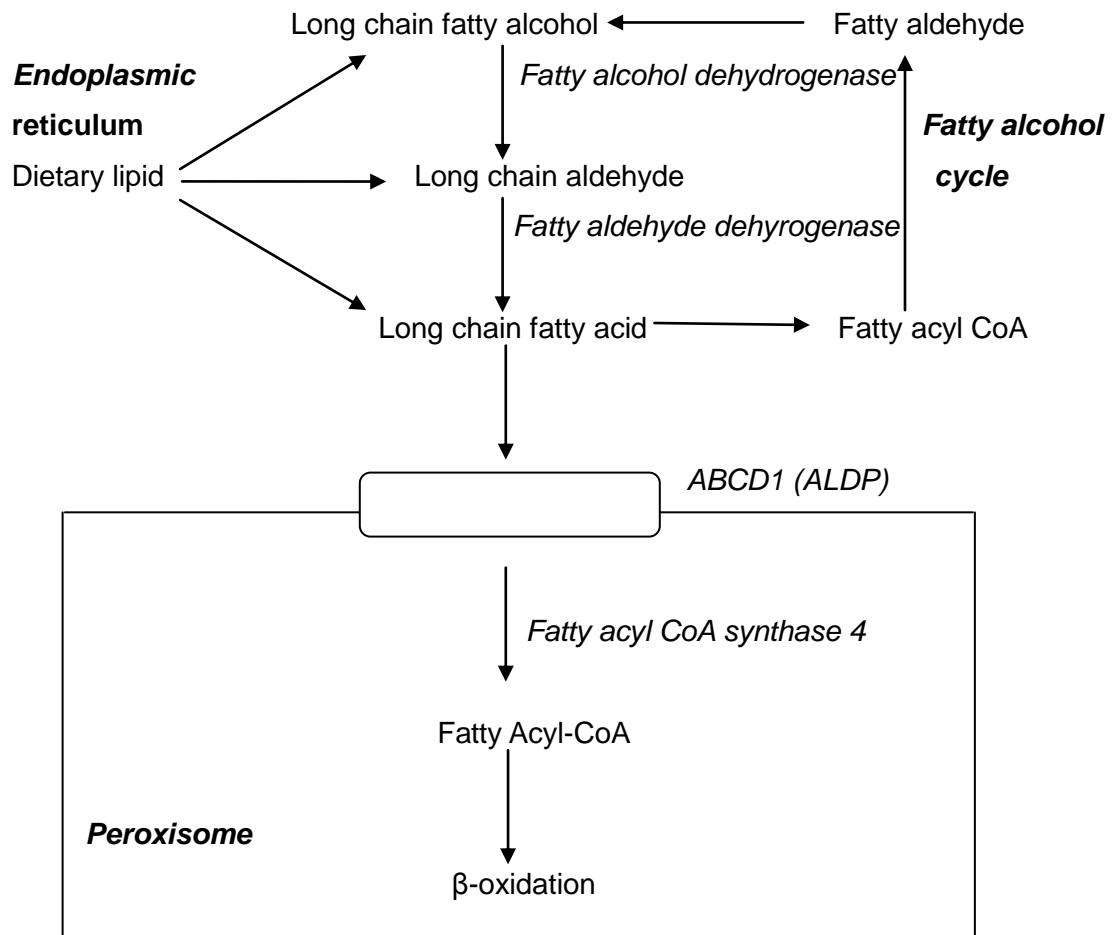 Long chain fatty alcohol
Fatty aldehyde
Endoplasmic
reticulum
Fatty alcohol dehydrogenase
Fatty alcohol
cycle
Dietary lipid
Long chain aldehyde
Fatty aldehyde dehyrogenase
Long chain fatty acid
Fatty acyl CoA
ABCD1 (ALDP)
Fatty acyl CoA synthase 4
Fatty Acyl-CoA
Peroxisome
β-oxidation